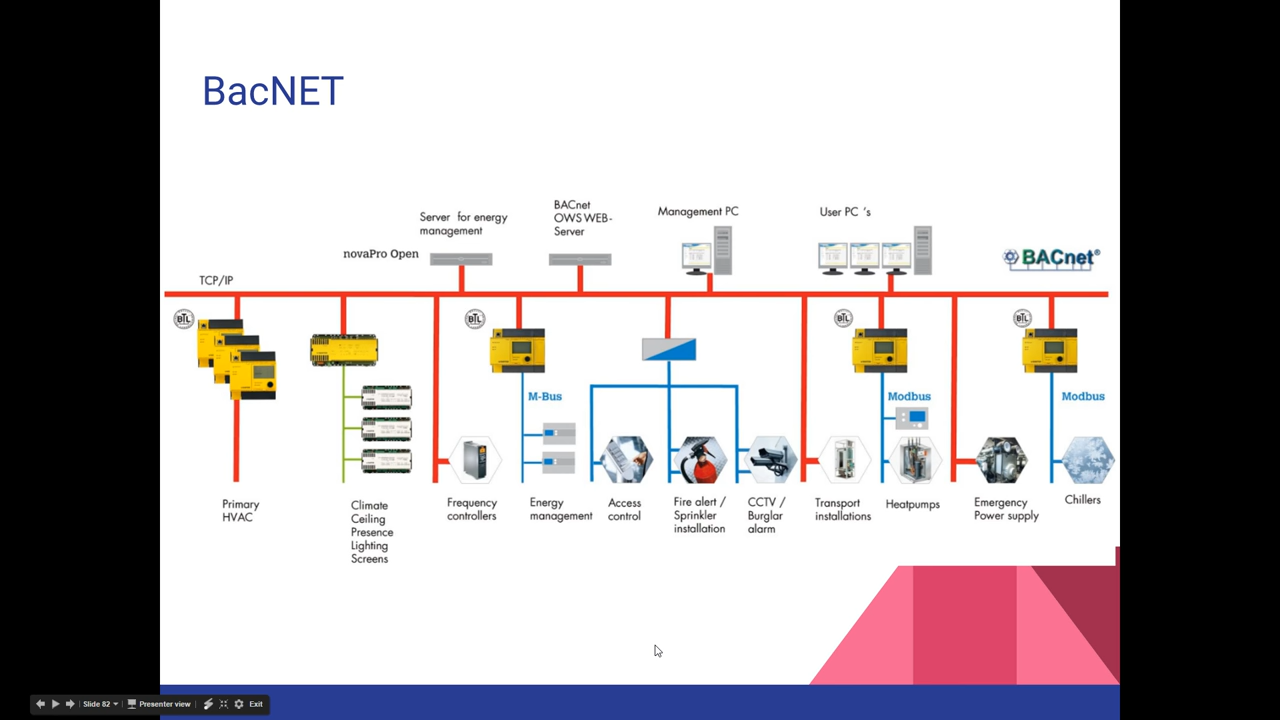 BacNET
Server for energy
management
BACnet
OWS WEB-
Server
Management PC
User PC 's
novaPro Open
BACnet®
TCP/IP
BTL
BTL
BTL
BTL
M-Bus
Modbus
Modbus
Primary
HVAC
Climate
Ceiling
Presence
Lighting
Screens
Frequency
controllers
Energy
management
Access
control
Fire alert /
Sprinkler
installation
CCTV /
Burglar
alarm
Transport
installations
Heatpumps
Emergency
Power supply
Chillers
Slide 82
Presenter view
Exit